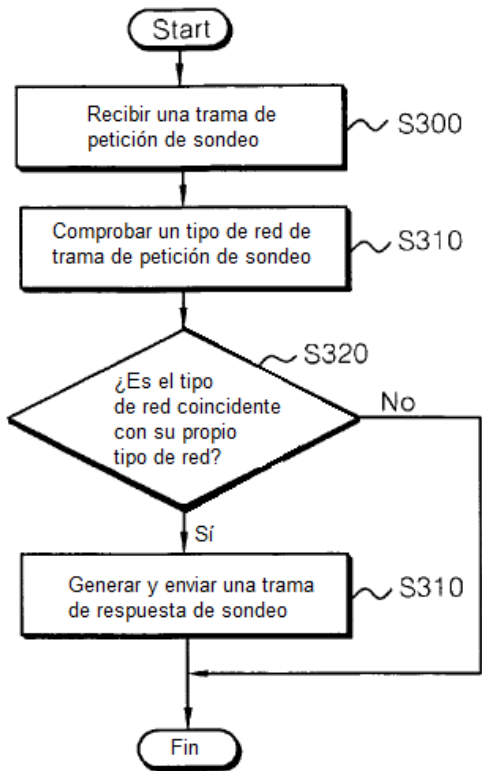 Start
Recibir una trama de
petición de sondeo
S300
Comprobar un tipo de red de
trama de petición de sondeo
S310
S320
¿Es el tipo
de red coincidente
con su propio
tipo de red?
No
Sí
Generar y enviar una trama
de respuesta de sondeo
S310
Fin